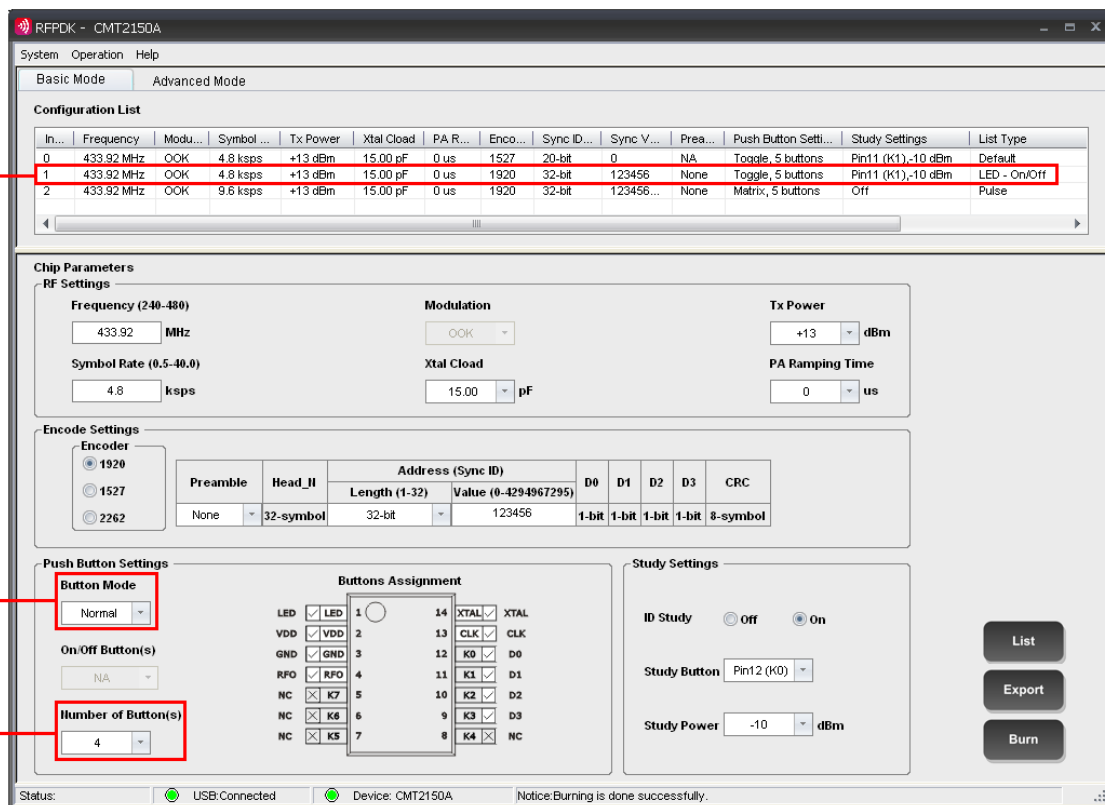 RFPDK - CMT2150A
System Operation Help
Basic Mode Advanced Mode
Configuration List
In... Frequency Modu... Symbol ... Tx Power Xtal Cload PA R... Enco... Sync ID... Sync V... Prea... Push Button Setti... Study Settings List Type
0 433.92 MHz OOK 4.8 ksps +13 dBm 15.00 pF 0 us 1527 20-bit 0 NA Toggle, 5 buttons Pin11 (K1),-10 dBm Default
1 433.92 MHz OOK 4.8 ksps +13 dBm 15.00 pF 0 us 1920 32-bit 123456 None Toggle, 5 buttons Pin11 (K1),-10 dBm LED - On/Off
2 433.92 MHz OOK 9.6 ksps +13 dBm 15.00 pF 0 us 1920 32-bit 123456... None Matrix, 5 buttons Off Pulse
Chip Parameters
RF Settings
Frequency (240-480) Modulation Tx Power
433.92 MHz OOK +13 dBm
Symbol Rate (0.5-40.0) Xtal Cload PA Ramping Time
4.8 ksps 15.00 pF 0 us
Encode Settings
Encoder
1920
1527
2262
Preamble Head_N Address (Sync ID) D0 D1 D2 D3 CRC
Length (1-32) Value (0-4294967295)
None 32-symbol 32-bit 123456 1-bit 1-bit 1-bit 1-bit 8-symbol
Push Button Settings
Button Mode
Normal
On/Off Button(s)
NA
Number of Button(s)
4
Buttons Assignment
LED LED 1 14 XTAL XTAL
VDD VDD 2 13 CLK CLK
GND GND 3 12 K0 D0
RFO RFO 4 11 K1 D1
NC K7 5 10 K2 D2
NC K6 6 9 K3 D3
NC K5 7 8 K4 NC
Study Settings
ID Study Off On
Study Button Pin12 (K0)
Study Power -10 dBm
List
Export
Burn
Status: USB:Connected Device: CMT2150A Notice:Burning is done successfully.